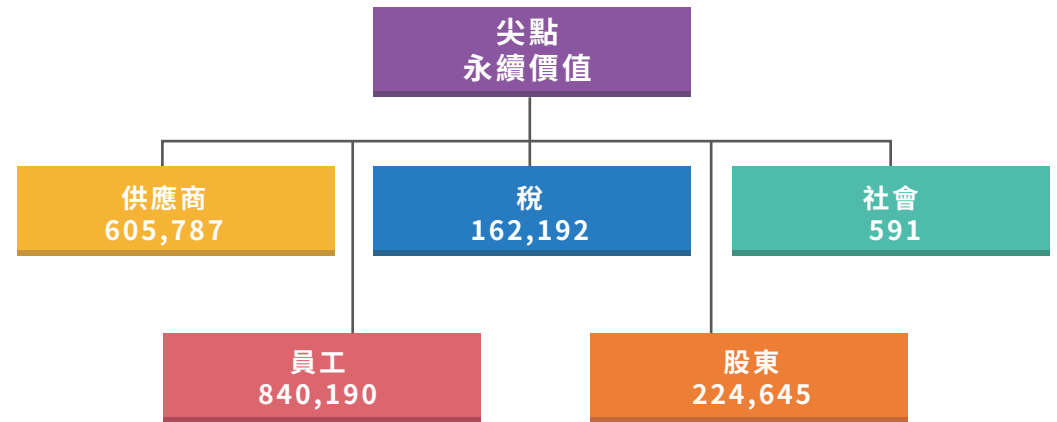 尖點
永續價值
供應商
605,787
稅
162,192
社會
591
員工
840,190
股東
224,645